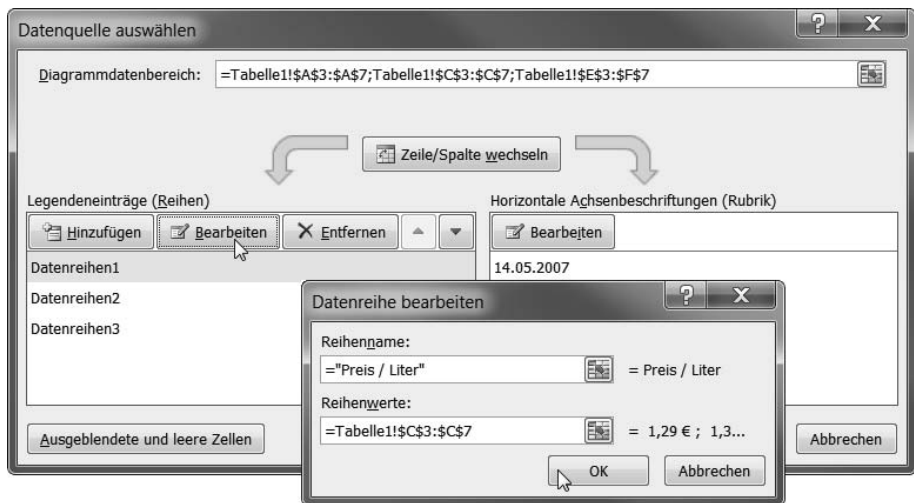 Datenquelle auswählen
Diagrammdatenbereich: =Tabelle1!$A$3:$A$7;Tabelle1!$C$3:$C$7;Tabelle1!$E$3:$F$7
Zeile/Spalte wechseln
Legendeneinträge (Reihen)
Hinzufügen Bearbeiten Entfernen
Datenreihen1
Datenreihen2
Datenreihen3
Horizontale Achsenbeschriftungen (Rubrik)
Bearbeiten
14.05.2007
Ausgeblendete und leere Zellen
Abbrechen
Datenreihe bearbeiten
Reihenname:
="Preis / Liter" = Preis / Liter
Reihenwerte:
=Tabelle1!$C$3:$C$7 = 1,29 € ; 1,3...
OK Abbrechen